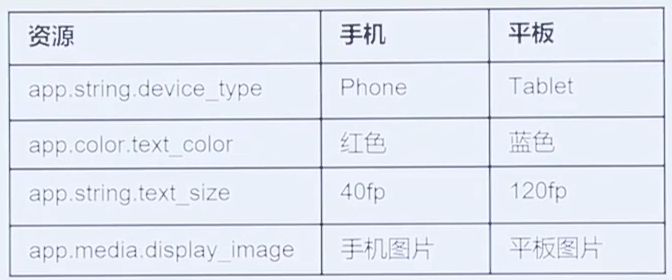 资源 手机 平板
app.string.device_type Phone Tablet
app.color.text_color 红色 蓝色
app.string.text_size 40fp 120fp
app.media.display_image 手机图片 平板图片